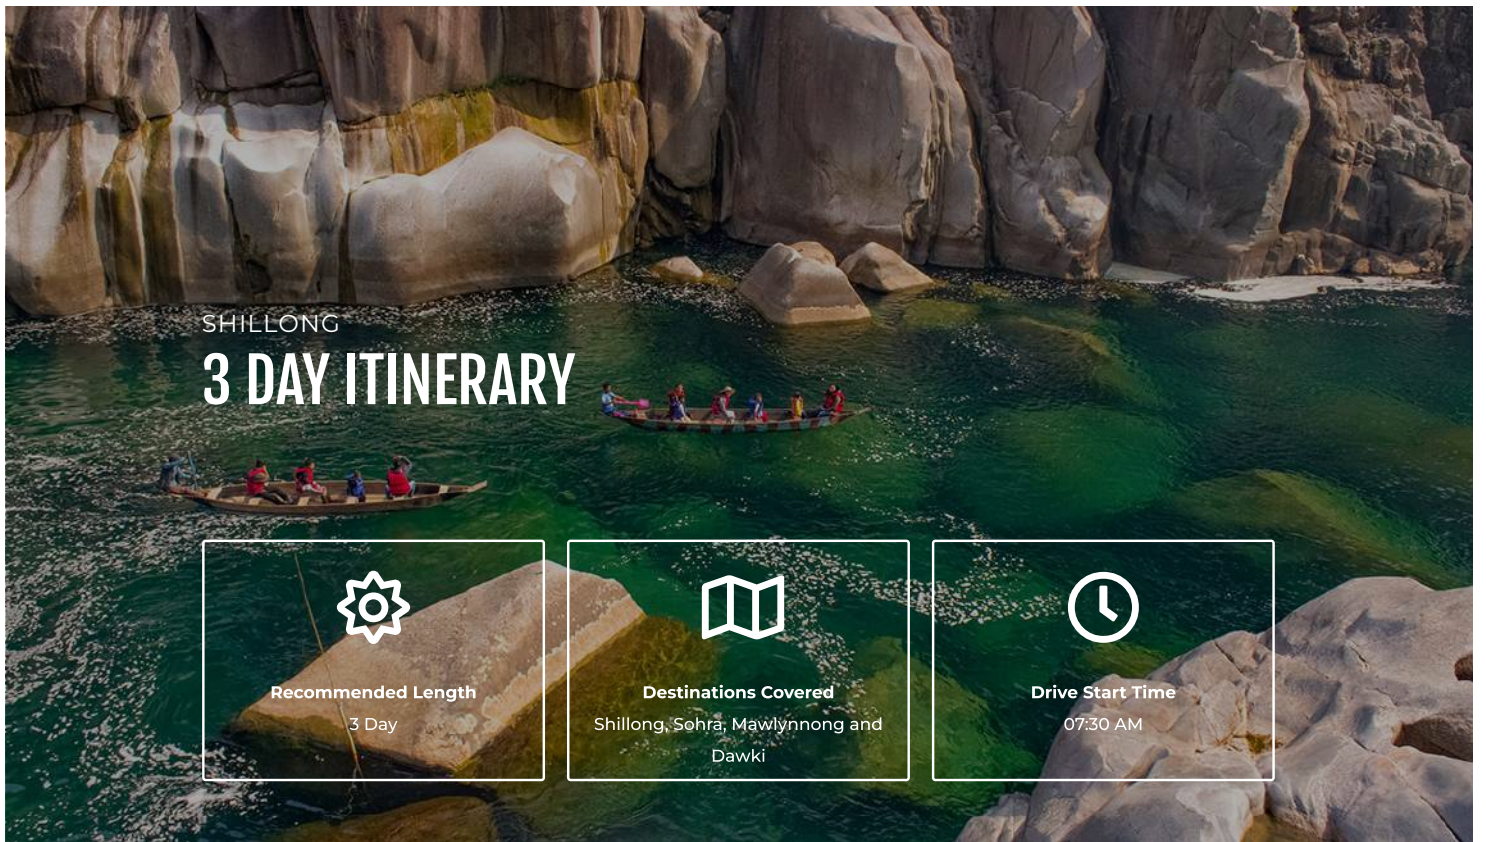 SHILLONG
3 DAY ITINERARY
Recommended Length
3 Day
Destinations Covered
Shillong, Sohra, Mawlynnong and
Dawki
Drive Start Time
07:30 AM